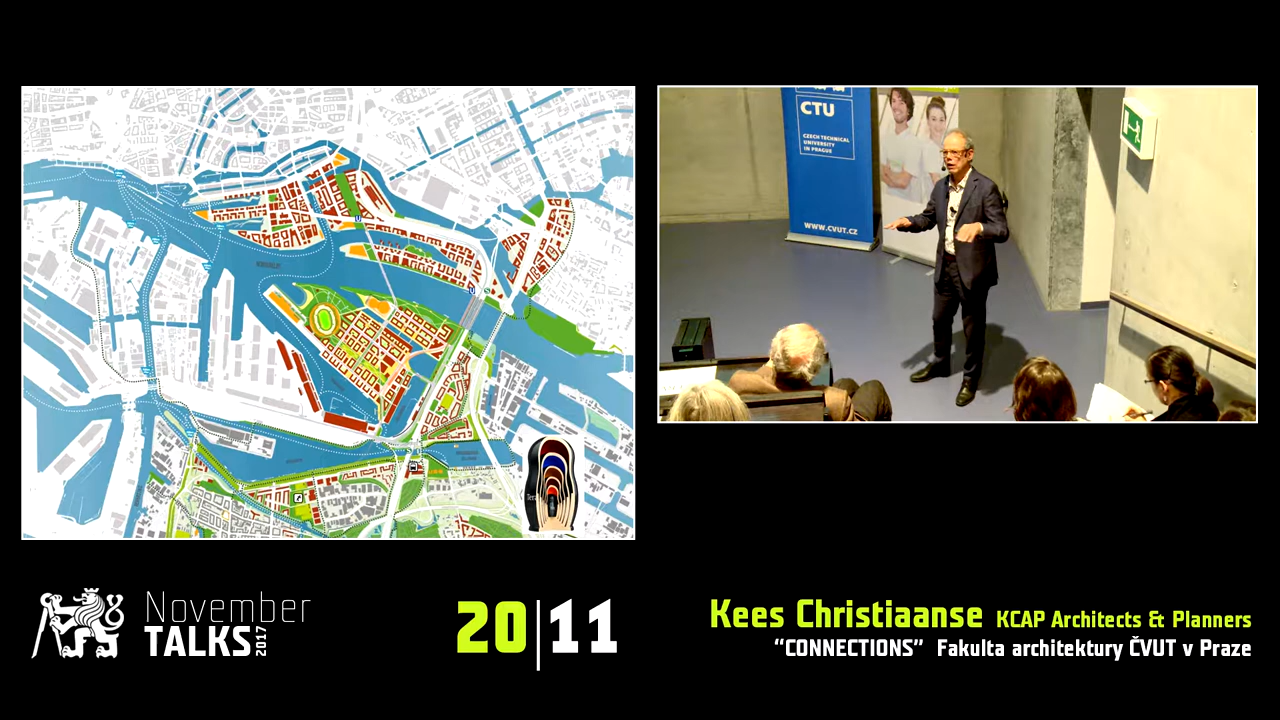 CTU
CZECH TECHNICAL
UNIVERSITY
IN PRAGUE
WWW.CVUT.CZ
November
TALKS 2017
20|11
Kees Christiaanse KCAP Architects & Planners
“CONNECTIONS” Fakulta architektury ČVUT v Praze